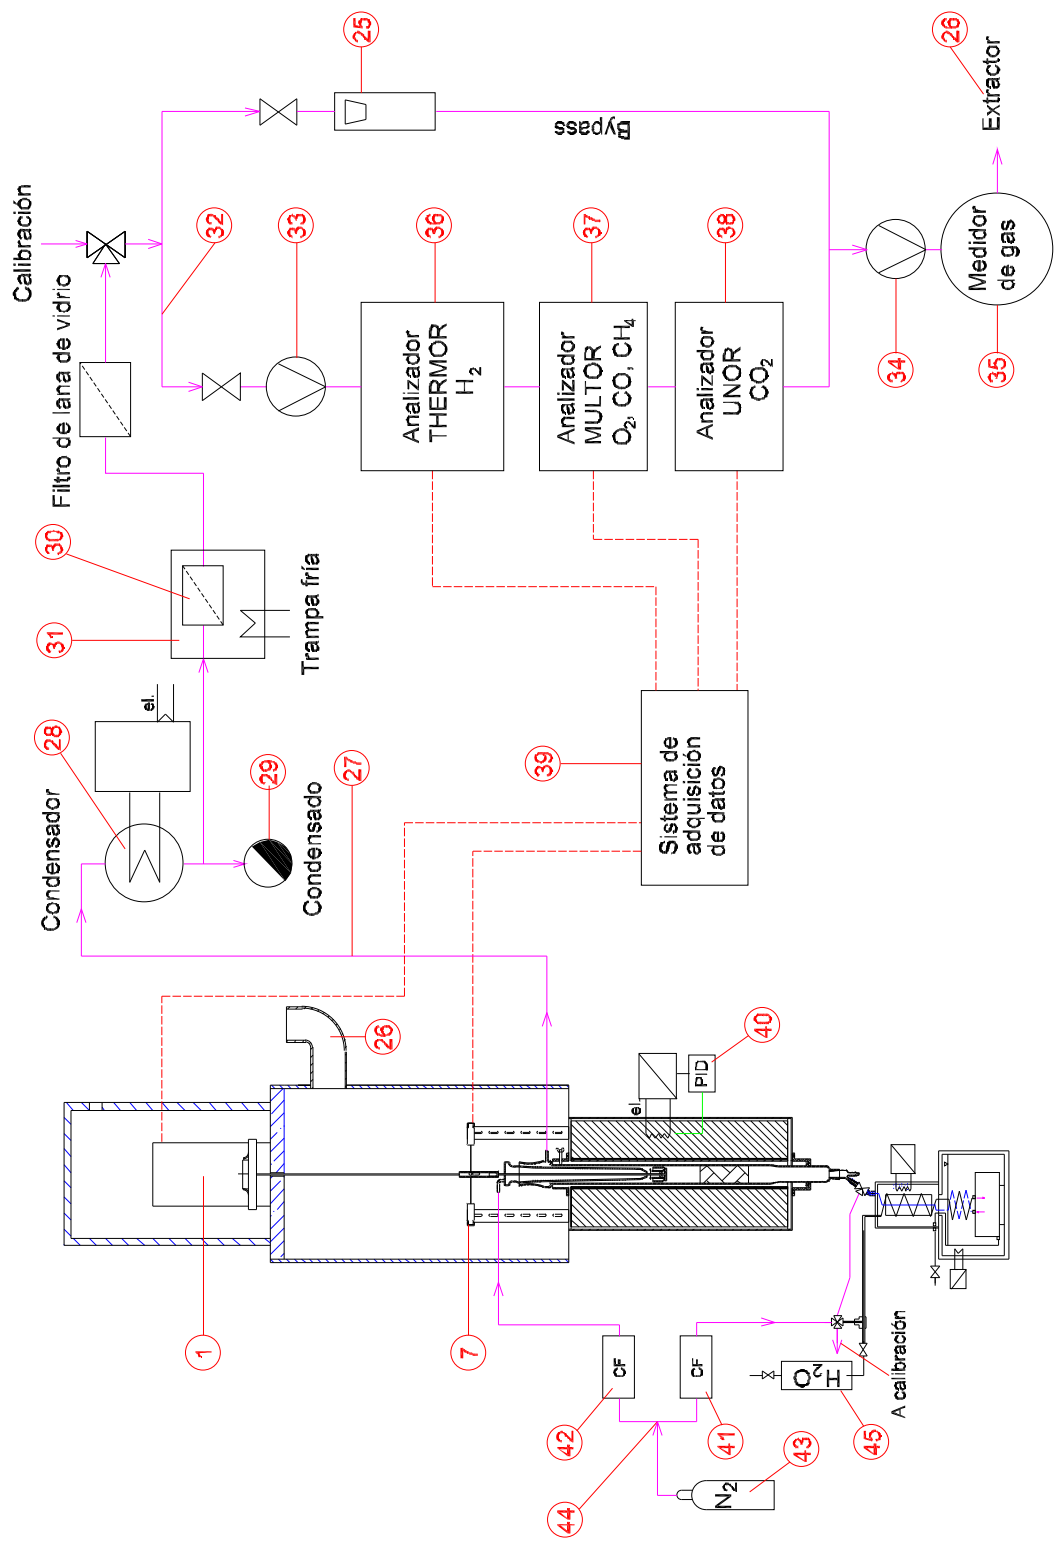 Calibración
25
26
Extractor
Bypass
32
33
36
37
38
Filtro de lana de vidrio
Analizador
THERMOR
H2
Analizador
MULTOR
O2, CO, CH4
Analizador
UNOR
CO2
Medidor
de gas
34
35
30
31
Trampa fría
el.
28
Condensador
29
Condensado
27
39
Sistema de
adquisición
de datos
26
40
PID
el
1
7
CF
42
CF
41
44
N2
43
H2O
45
A calibración